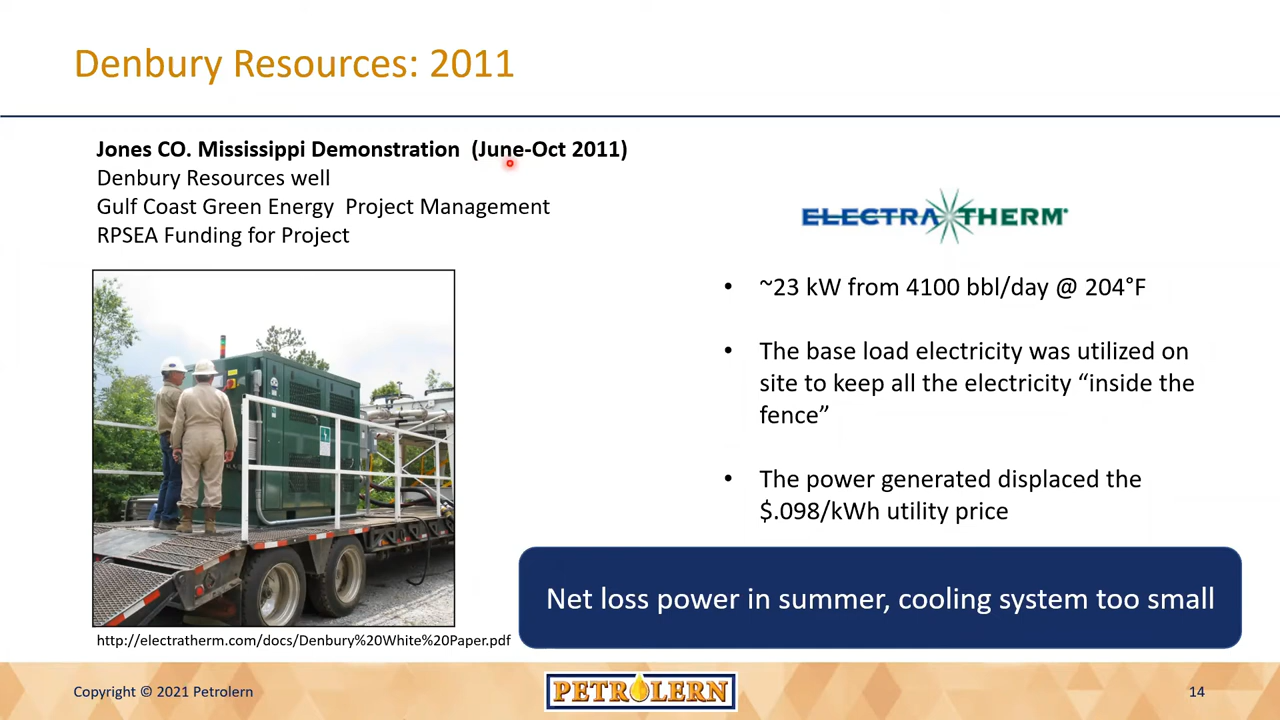 Denbury Resources: 2011
Jones CO. Mississippi Demonstration (June-Oct 2011)
Denbury Resources well
Gulf Coast Green Energy Project Management
RPSEA Funding for Project
ELECTRATHERM
• ~23 kW from 4100 bbl/day @ 204°F
• The base load electricity was utilized on
site to keep all the electricity “inside the
fence”
• The power generated displaced the
$.098/kWh utility price
Net loss power in summer, cooling system too small
http://electratherm.com/docs/Denbury%20White%20Paper.pdf
Copyright © 2021 Petrolern
PETROLERN
14